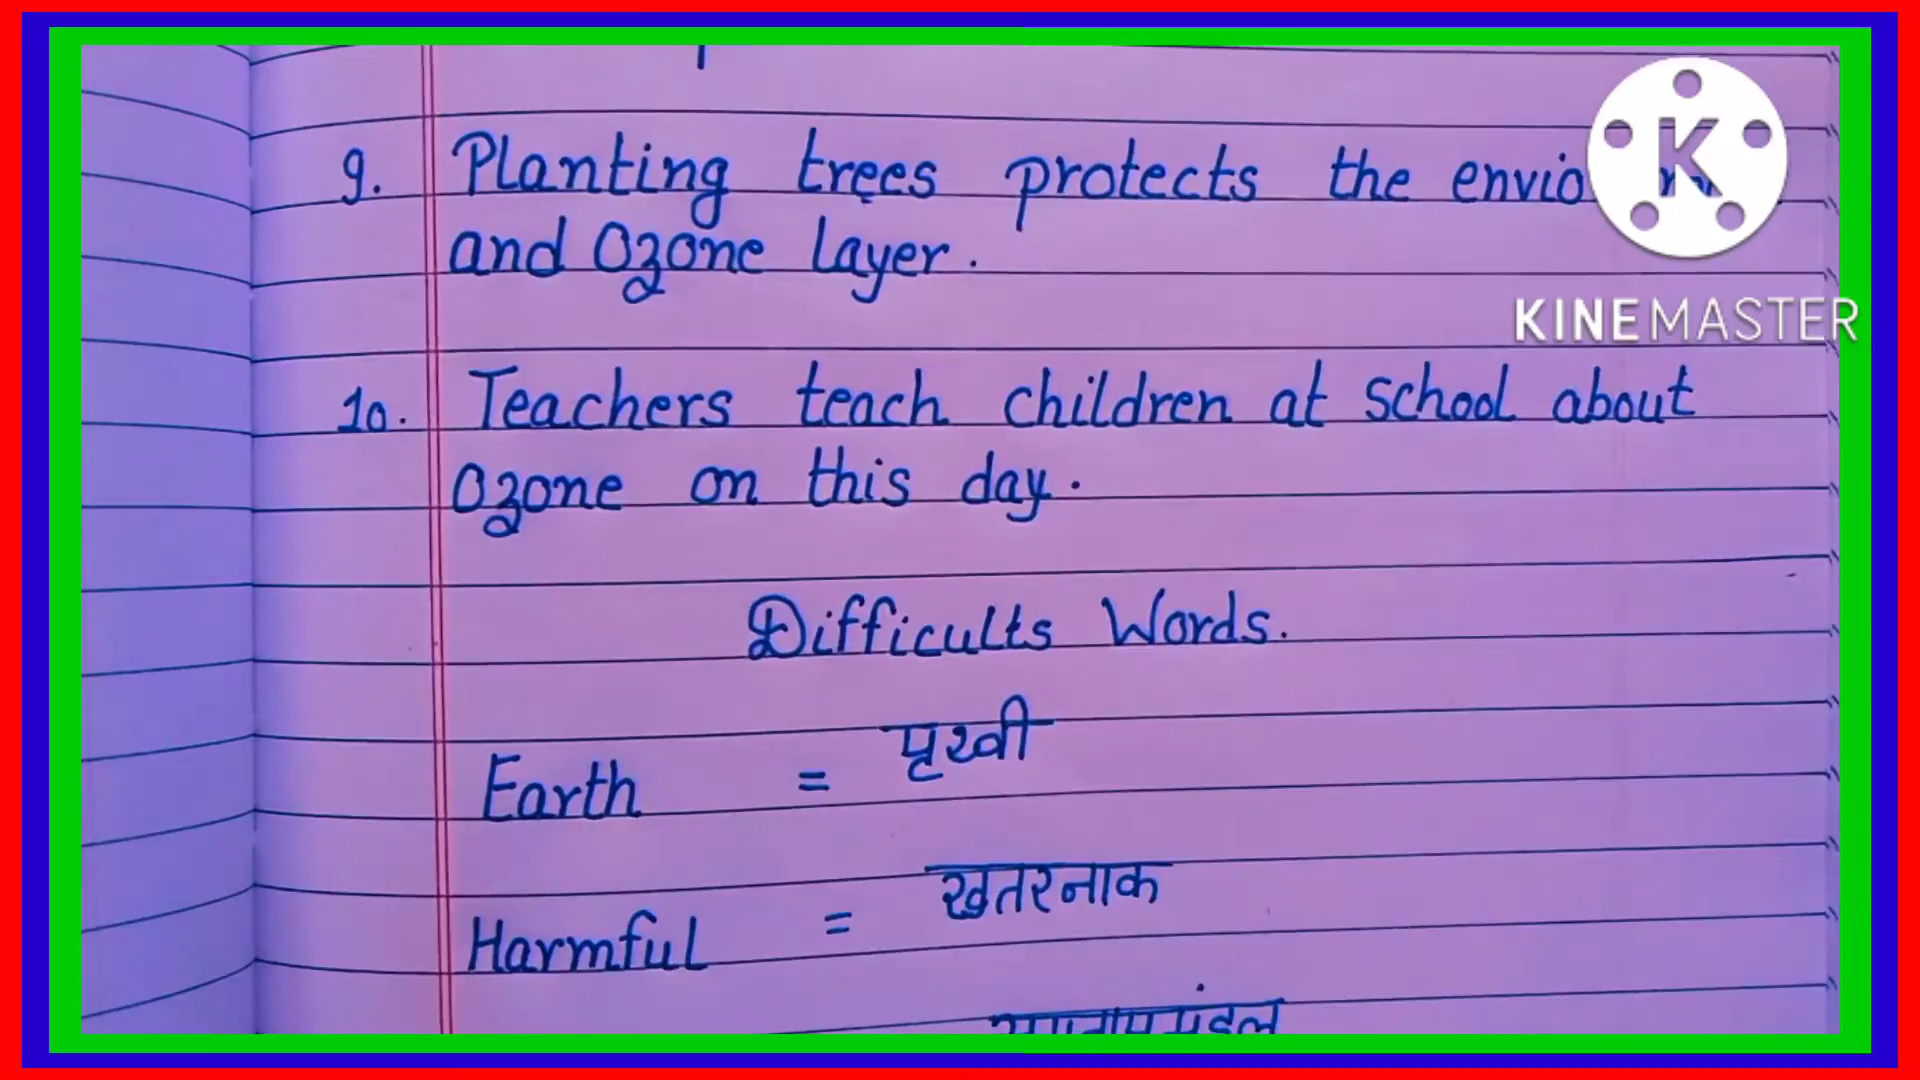 9. Planting trees protects the
and Ozone layer.
10. Teachers teach children at school about
Ozone on this day.
Difficults Words.
Earth = पृथ्वी
Harmful = खतरनाक
KINEMASTER